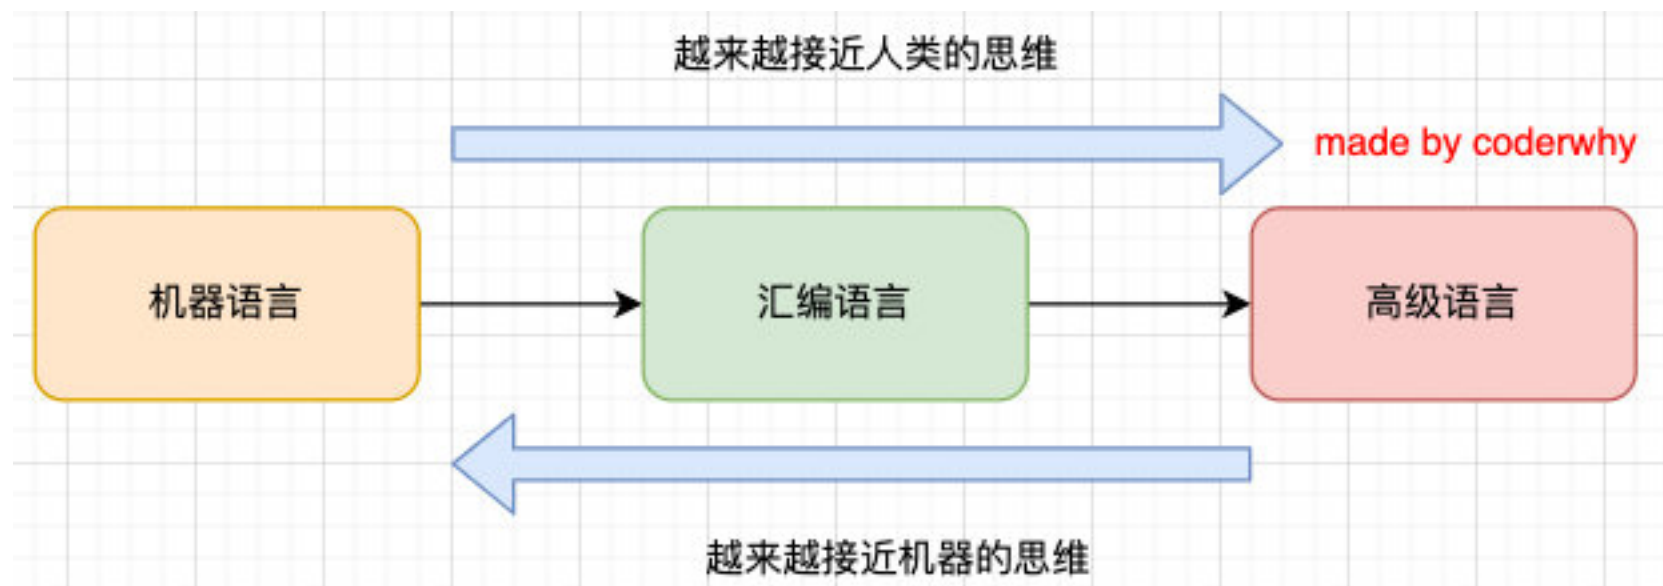 越来越接近人类的思维
made by coderwhy
机器语言
汇编语言
高级语言
越来越接近机器的思维